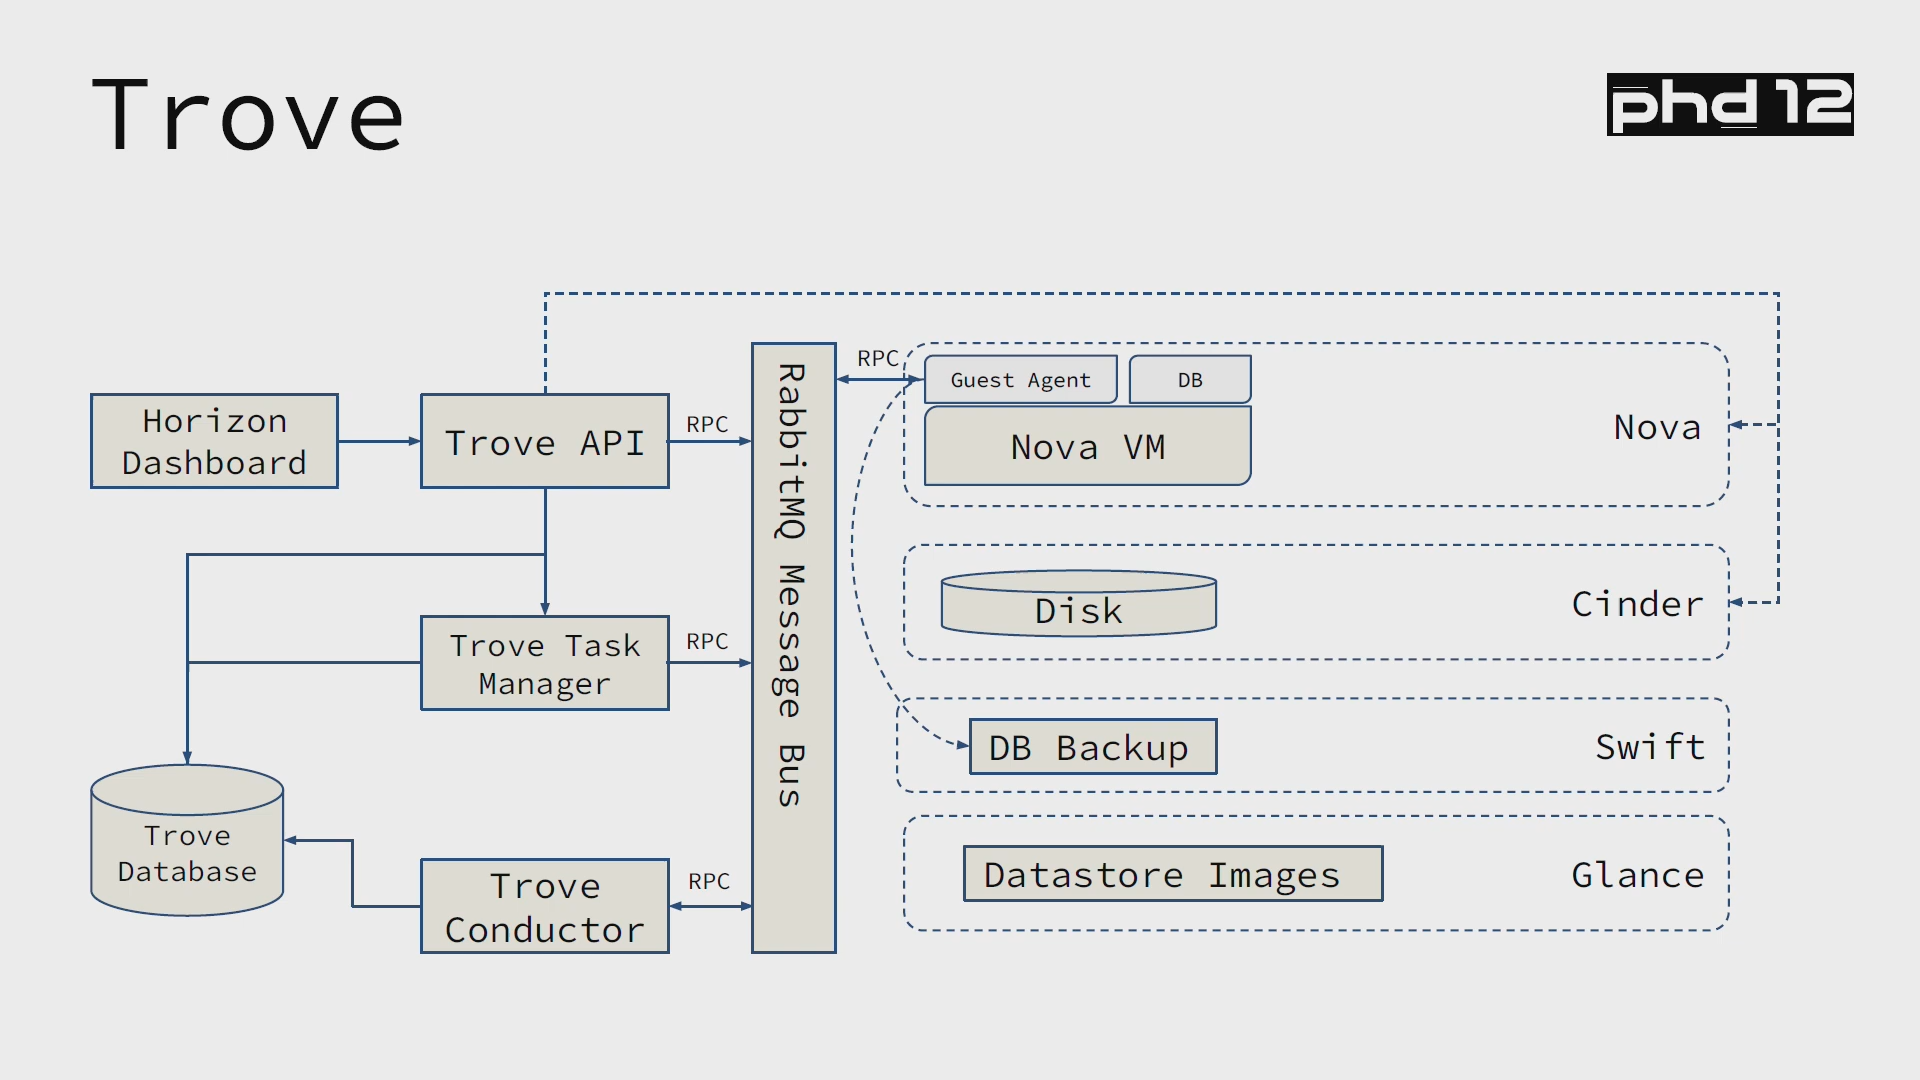 Trove
phd 12
Horizon
Dashboard
Trove API
RPC
RabbitMQ Message Bus
RPC
Guest Agent
DB
Nova VM
Nova
Disk
Cinder
Trove Task
Manager
RPC
DB Backup
Swift
Trove
Database
Trove
Conductor
RPC
Datastore Images
Glance